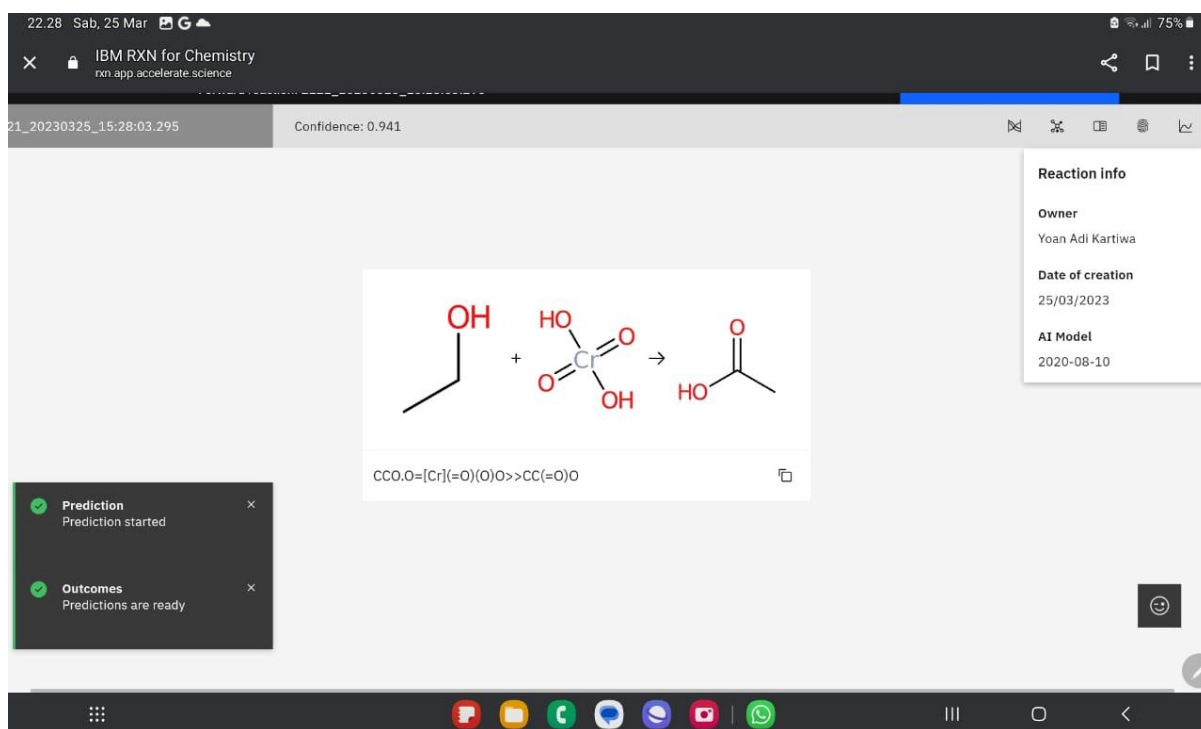 22.28 Sab, 25 Mar G
75%
IBM RXN for Chemistry
rxn.app.accelerate.science
21_20230325_15:28:03.295
Confidence: 0.941
Reaction info
Owner
Yoan Adi Kartiwa
Date of creation
25/03/2023
AI Model
2020-08-10
OH
HO
O
+
Cr
→
O
OH
O
HO
CCO.O=[Cr](=O)(O)O>>CC(=O)O
Prediction
Prediction started
Outcomes
Predictions are ready